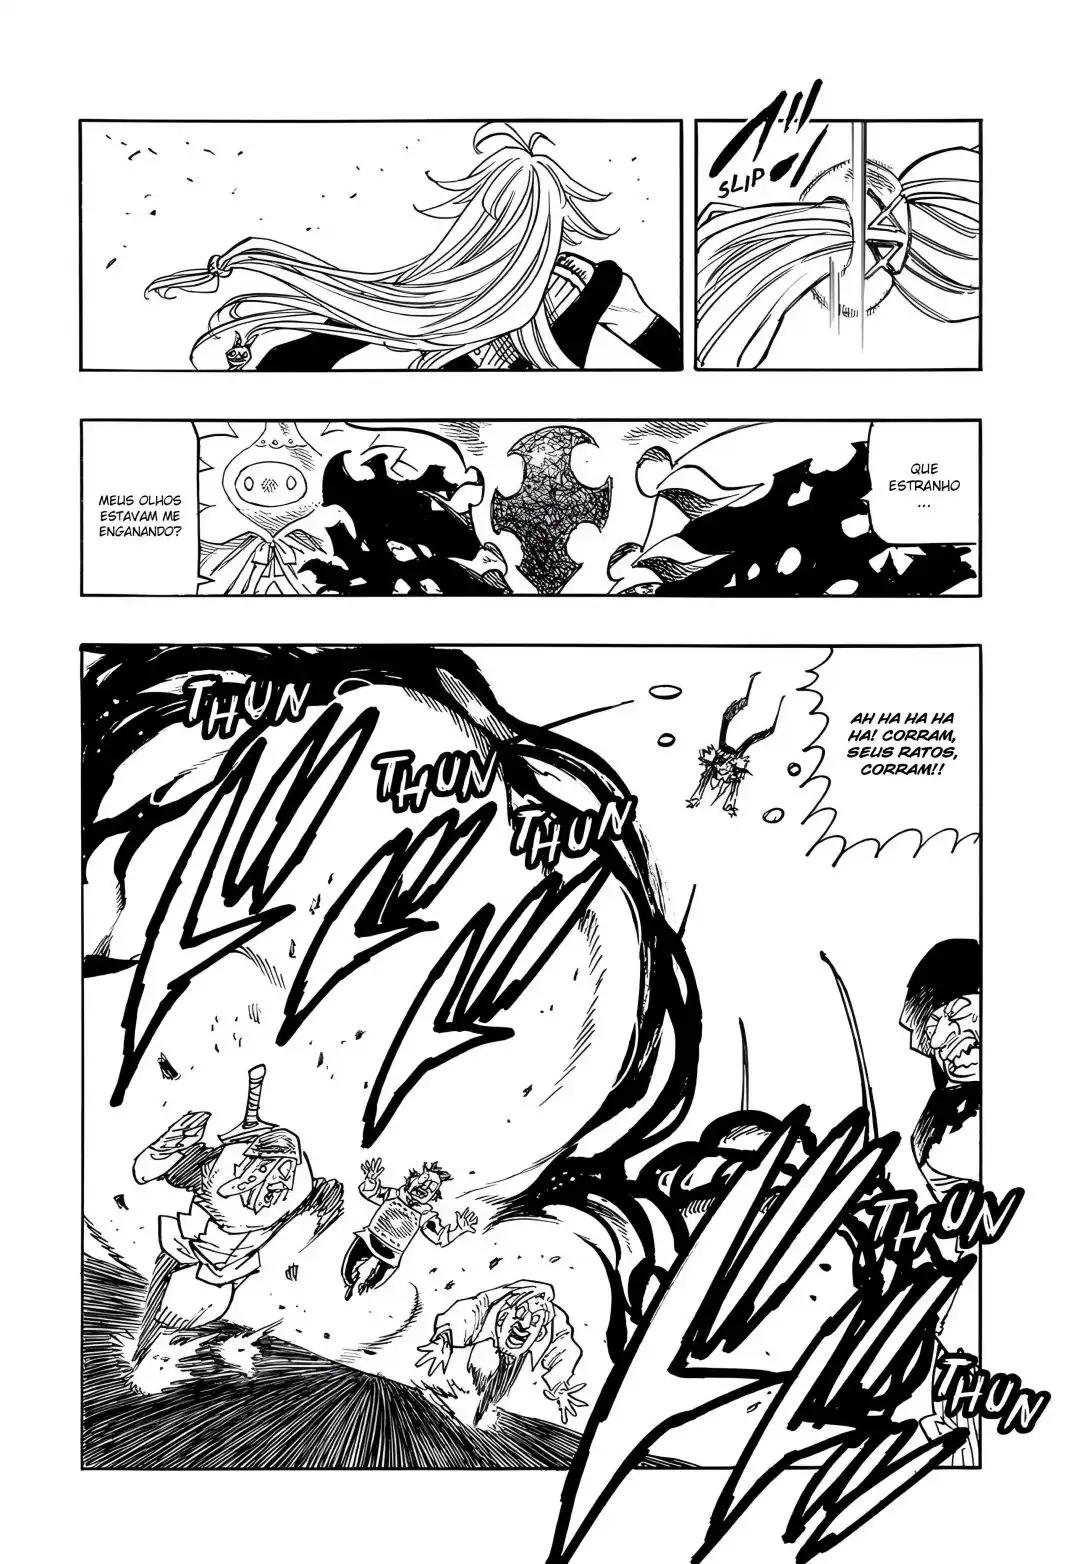 SLIP
QUE
ESTRANHO
...
MEUS OLHOS
ESTAVAM ME
ENGANANDO?
AH HA HA HA HA
HA! CORRAM,
SEUS RATOS,
CORRAM!!
THUN
THUN
THUN
THUN
THUN